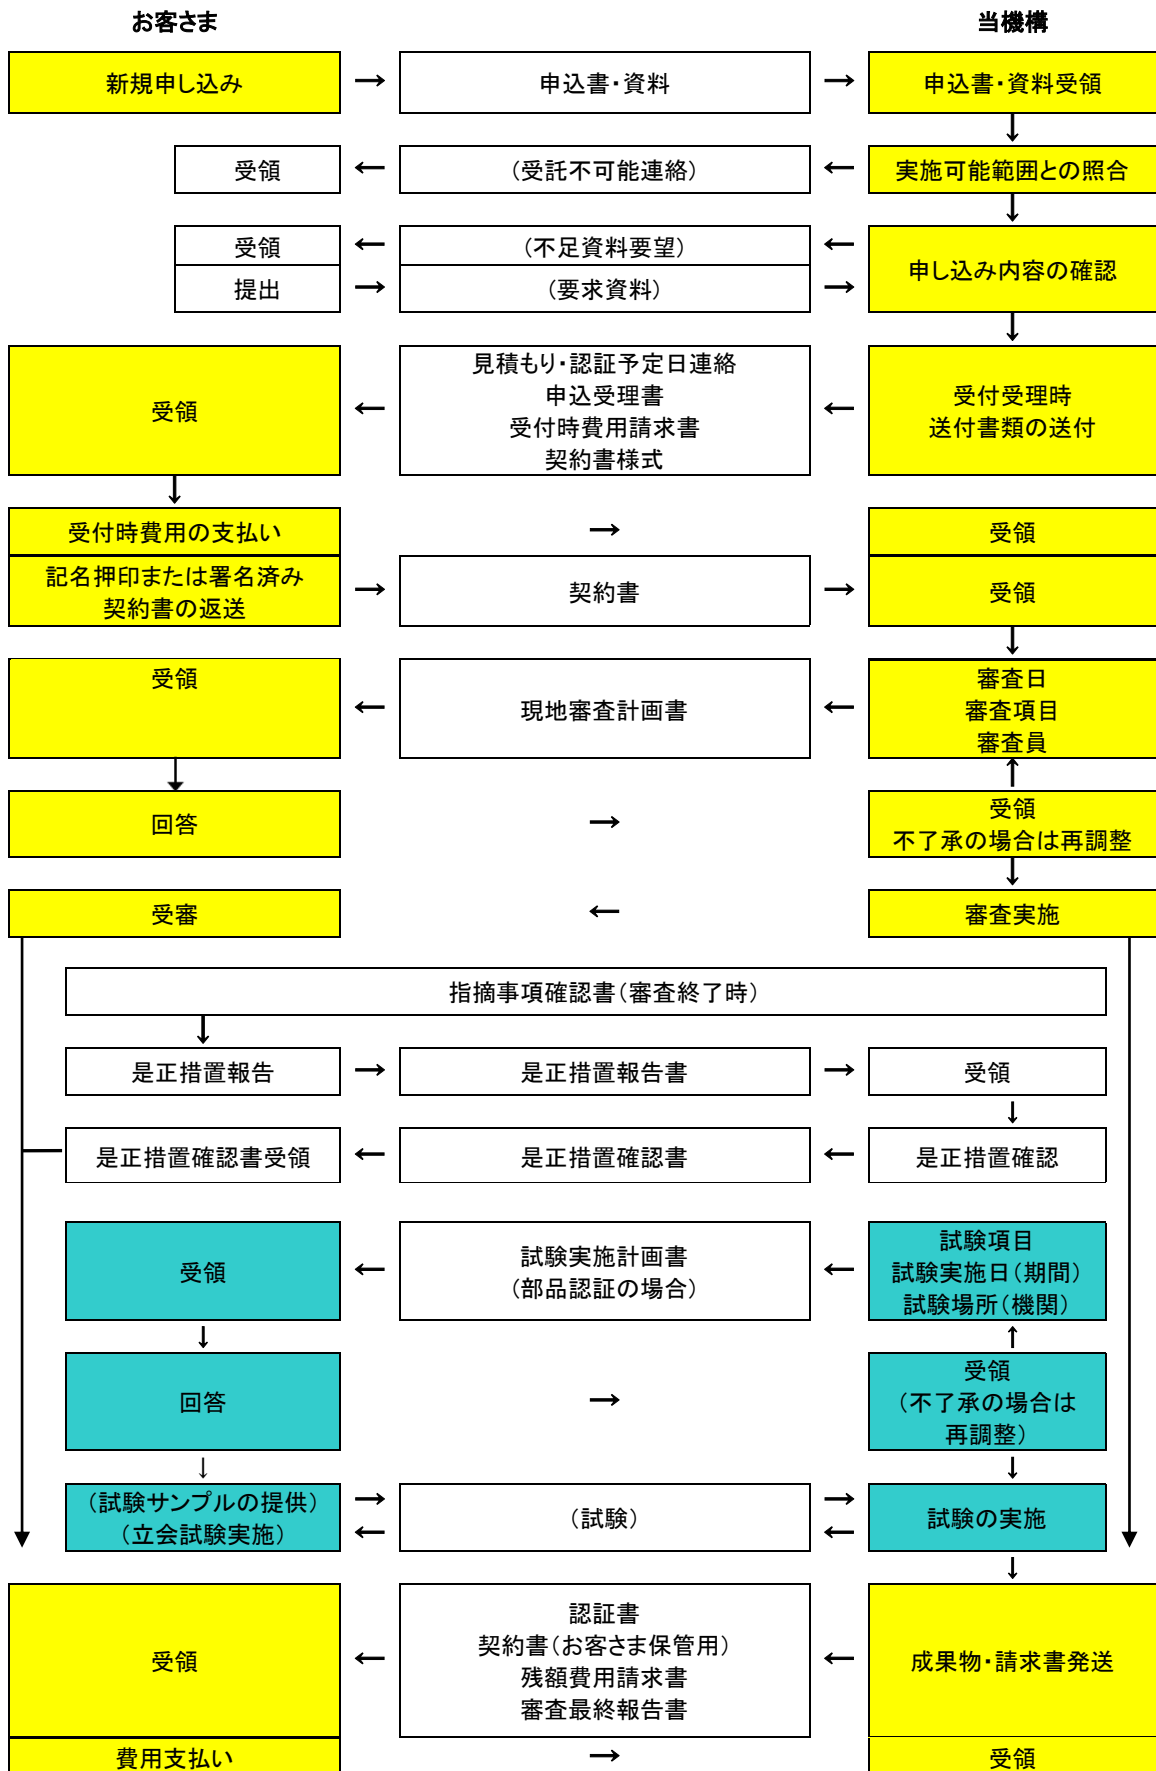 お客さま
当機構
新規申し込み → 申込書・資料 → 申込書・資料受領
↓
受領 ← (受託不可能連絡) ← 実施可能範囲との照合
↓
受領 ← (不足資料要望) ←
申し込み内容の確認
提出 → (要求資料) →
↓
見積もり・認証予定日連絡
申込受理書
受付時費用請求書
契約書様式
受領 ← ← 受付受理時
送付書類の送付
↓
受付時費用の支払い → 受領
記名押印または署名済み
契約書の返送
→ 契約書 → 受領
↓
受領 ← 現地審査計画書 ← 審査日
審査項目
審査員
↓ ↑
回答 → 受領
不了承の場合は再調整
↓
受審 ← 審査実施
指摘事項確認書(審査終了時)
↓
是正措置報告 → 是正措置報告書 → 受領
↓
是正措置確認書受領 ← 是正措置確認書 ← 是正措置確認
受領 ← 試験実施計画書
(部品認証の場合)
← 試験項目
試験実施日(期間)
試験場所(機関)
↓ ↑
回答 → 受領
(不了承の場合は
再調整)
↓ ↓
(試験サンプルの提供)
(立会試験実施)
→ ← (試験) → ← 試験の実施
↓
受領 ← 認証書
契約書(お客さま保管用)
残額費用請求書
審査最終報告書
← 成果物・請求書発送
費用支払い → 受領